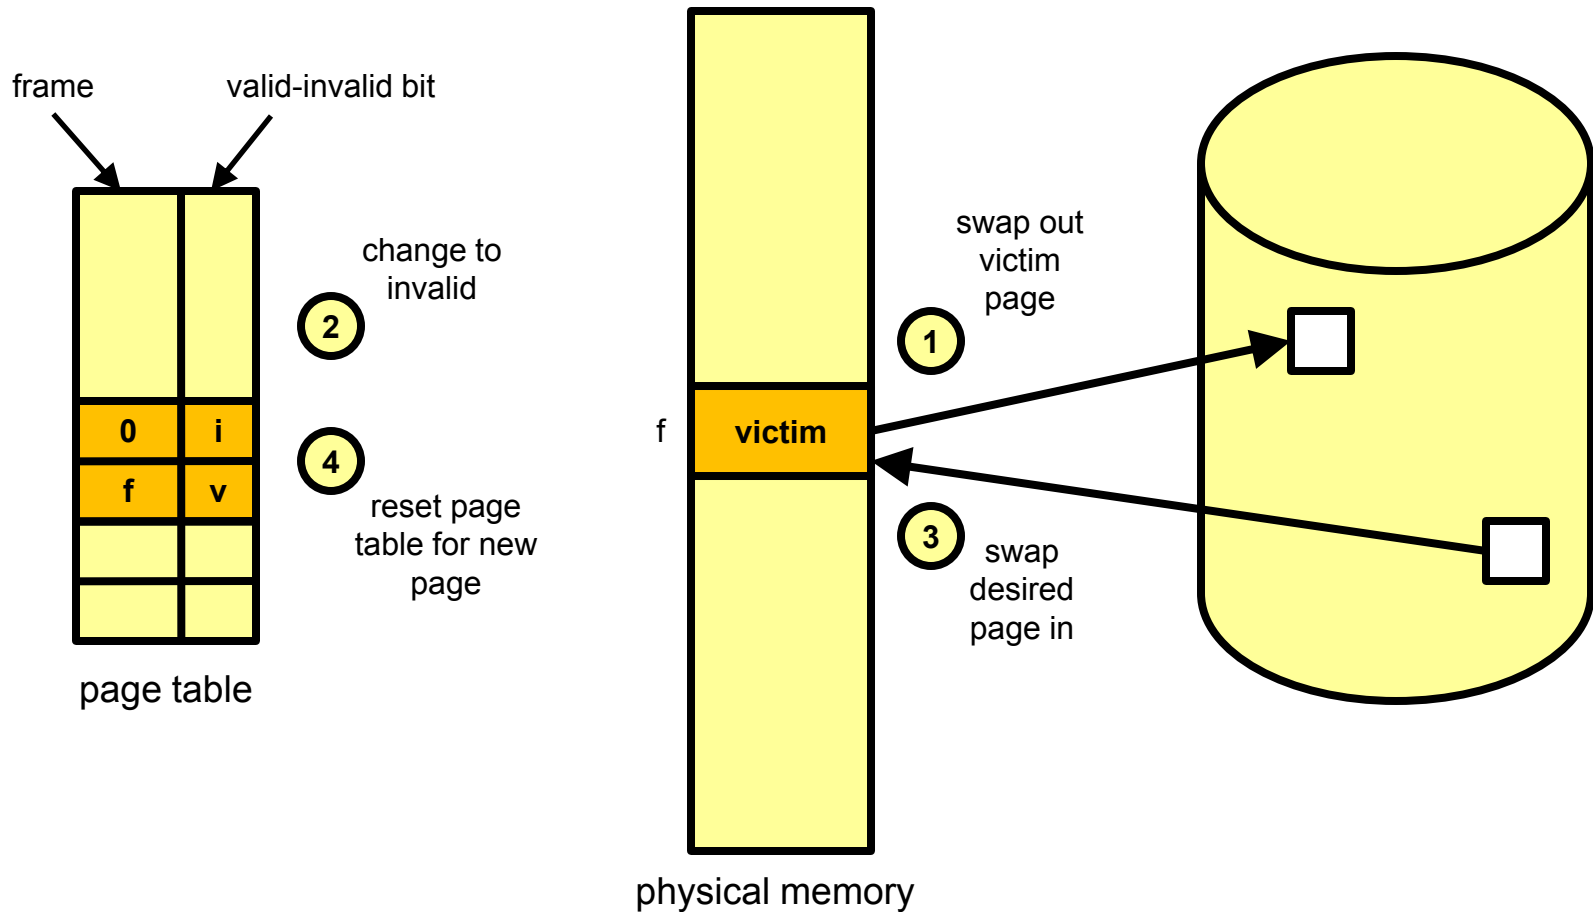 frame
valid-invalid bit
change to
invalid
2
0
i
4
f
v
reset page
table for new
page
page table
swap out
victim
page
1
f
victim
3
swap
desired
page in
physical memory